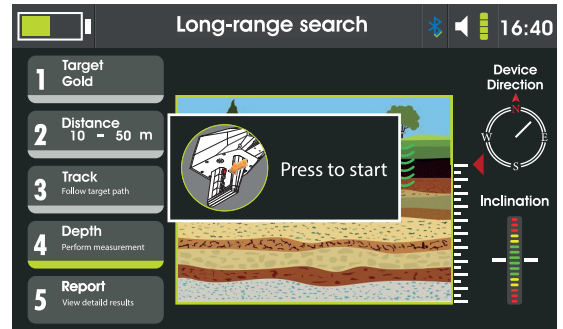 Long-range search
16:40
1 Target
Gold
2 Distance
10 - 50 m
3 Track
Follow target path
4 Depth
Perform measurement
5 Report
View detaild results
Press to start
Device
Direction
N
W E
S
Inclination